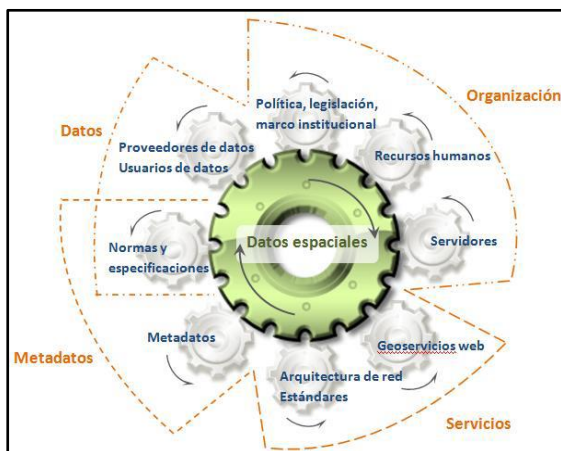 Política, legislación,
marco institucional
Organización
Datos
Proveedores de datos
Usuarios de datos
Recursos humanos
Datos espaciales
Servidores
Normas y
especificaciones
Metadatos
Geoservicios web
Metadatos
Arquitectura de red
Estándares
Servicios